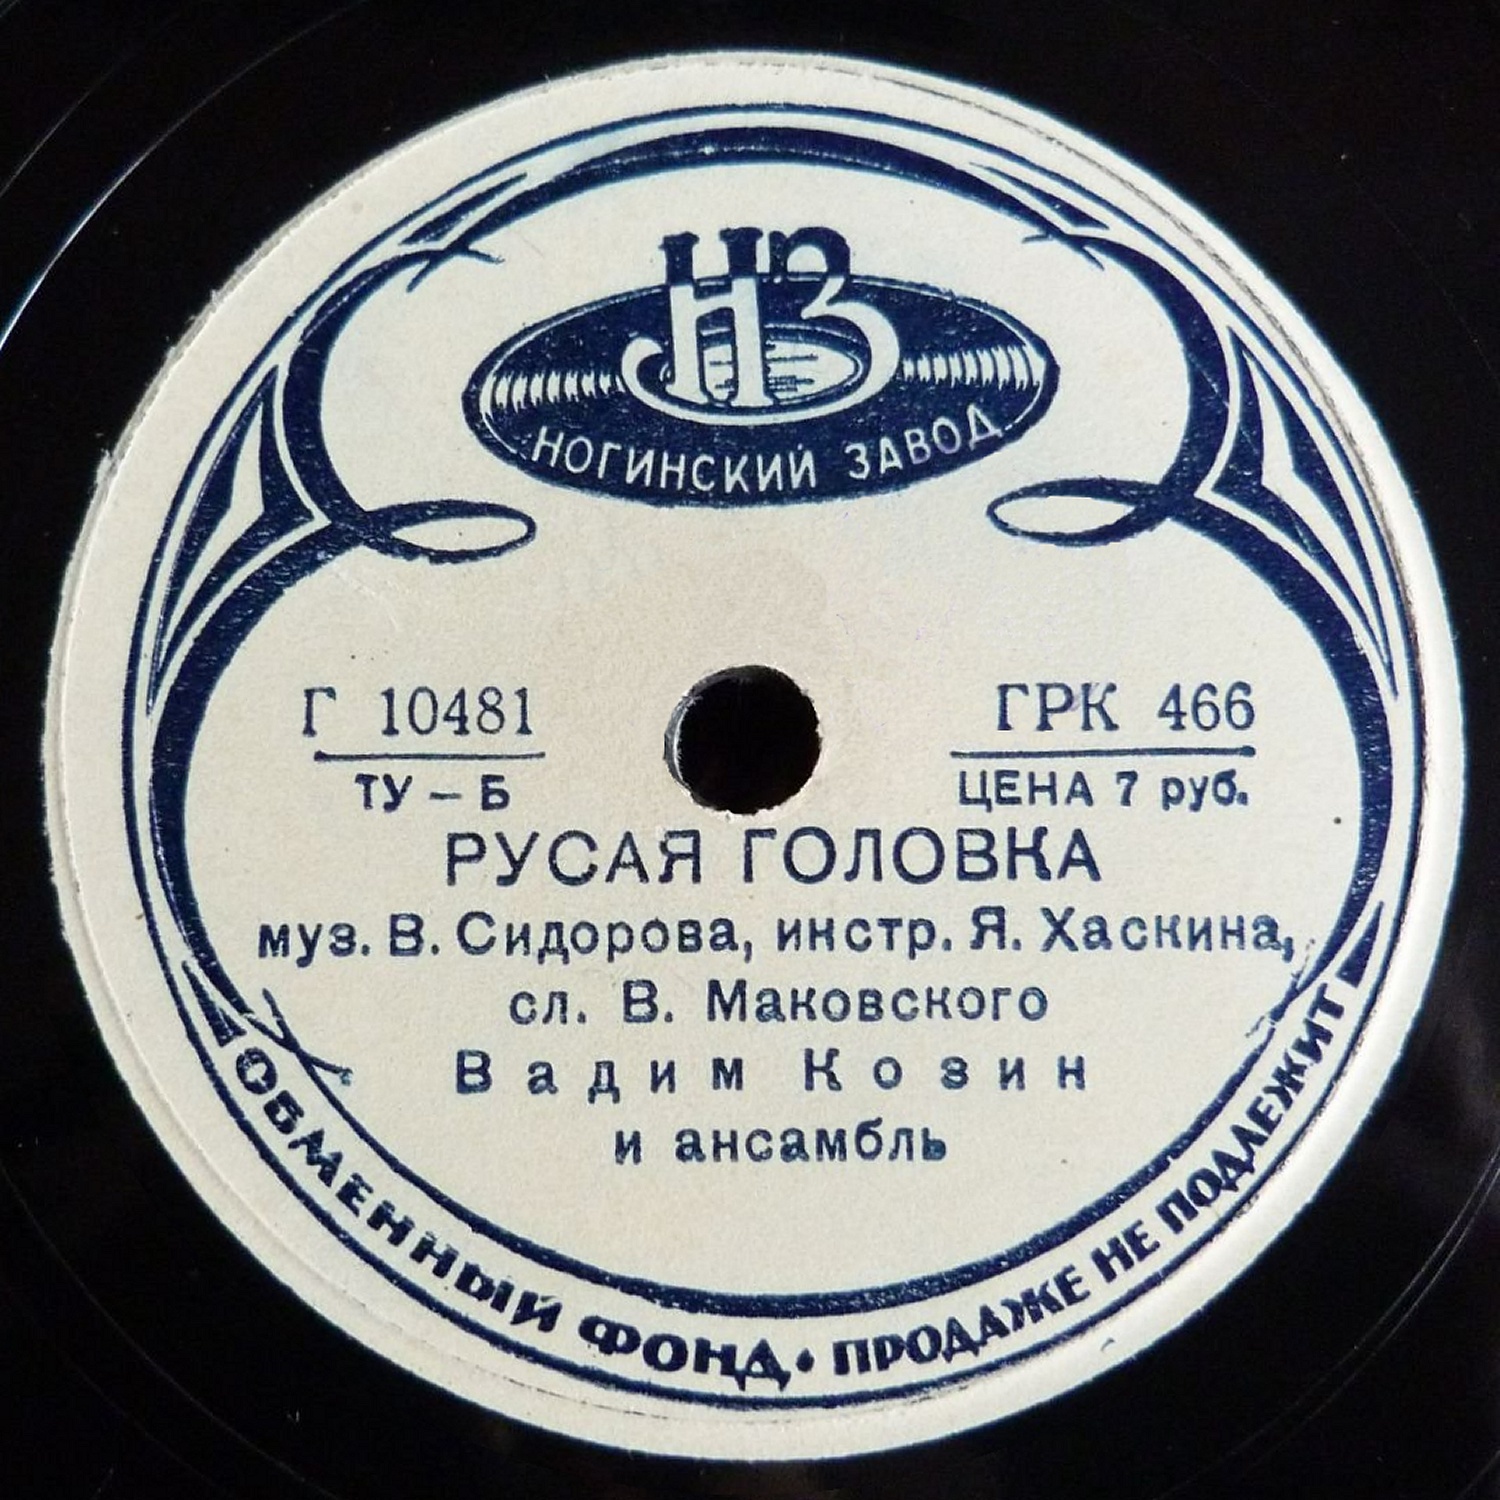 НЗ
НОГИНСКИЙ ЗАВОД
Г 10481
ТУ – Б
ГРК 466
ЦЕНА 7 руб.
РУСАЯ ГОЛОВКА
муз. В. Сидорова, инстр. Я. Хаскина,
сл. В. Маковского
Вадим Козин
и ансамбль
ОБМЕННЫЙ ФОНД • ПРОДАЖЕ НЕ ПОДЛЕЖИТ